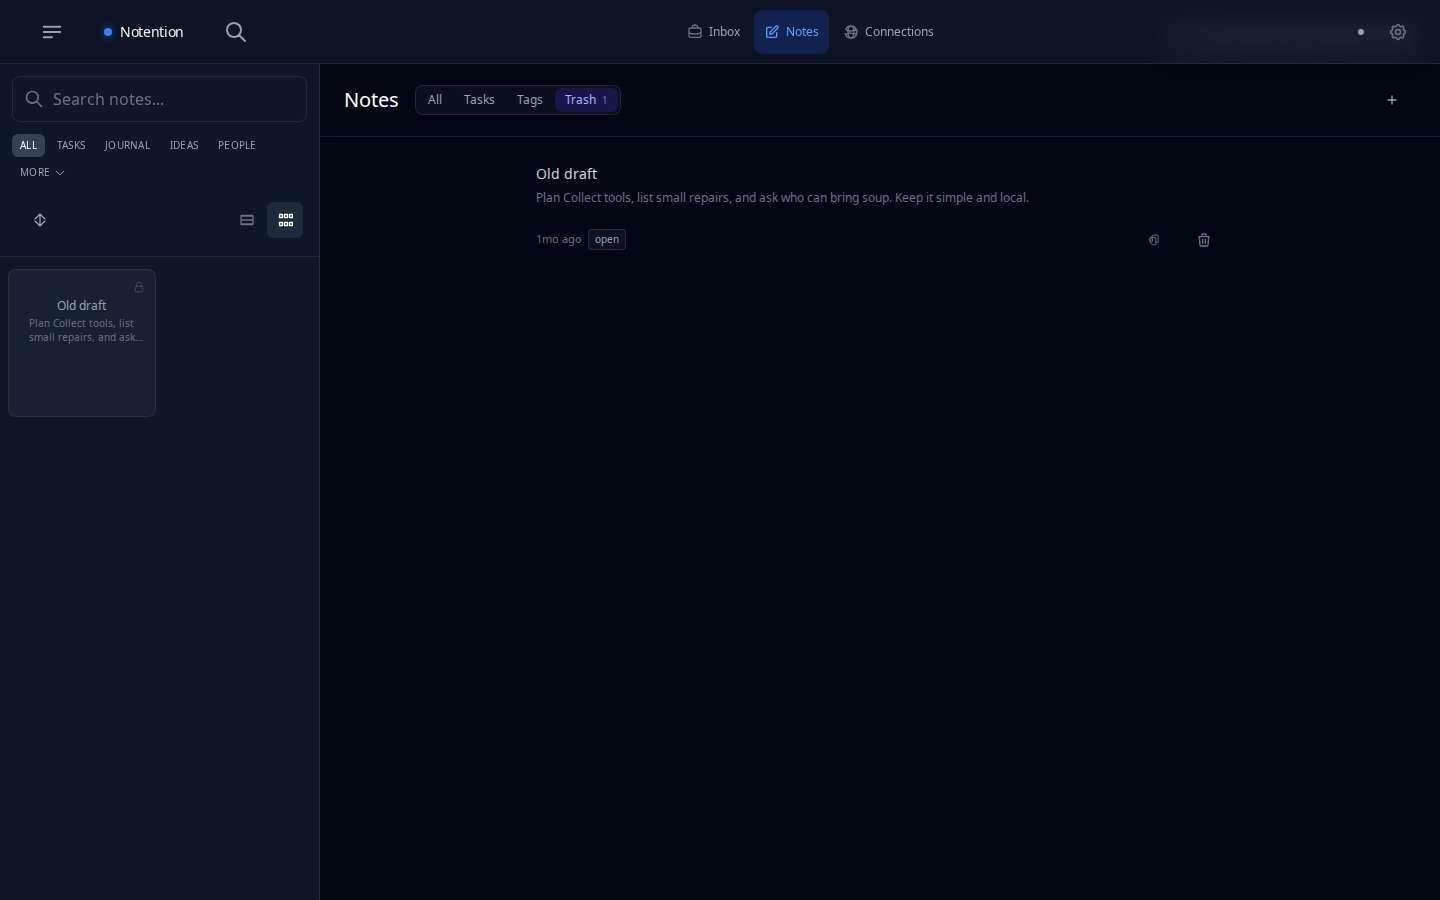 Notention
Inbox
Notes
Connections
Search notes...
ALL
TASKS
JOURNAL
IDEAS
PEOPLE
MORE
Old draft
Plan Collect tools, list
small repairs, and ask...
Notes
All
Tasks
Tags
Trash 1
Old draft
Plan Collect tools, list small repairs, and ask who can bring soup. Keep it simple and local.
1mo ago
open